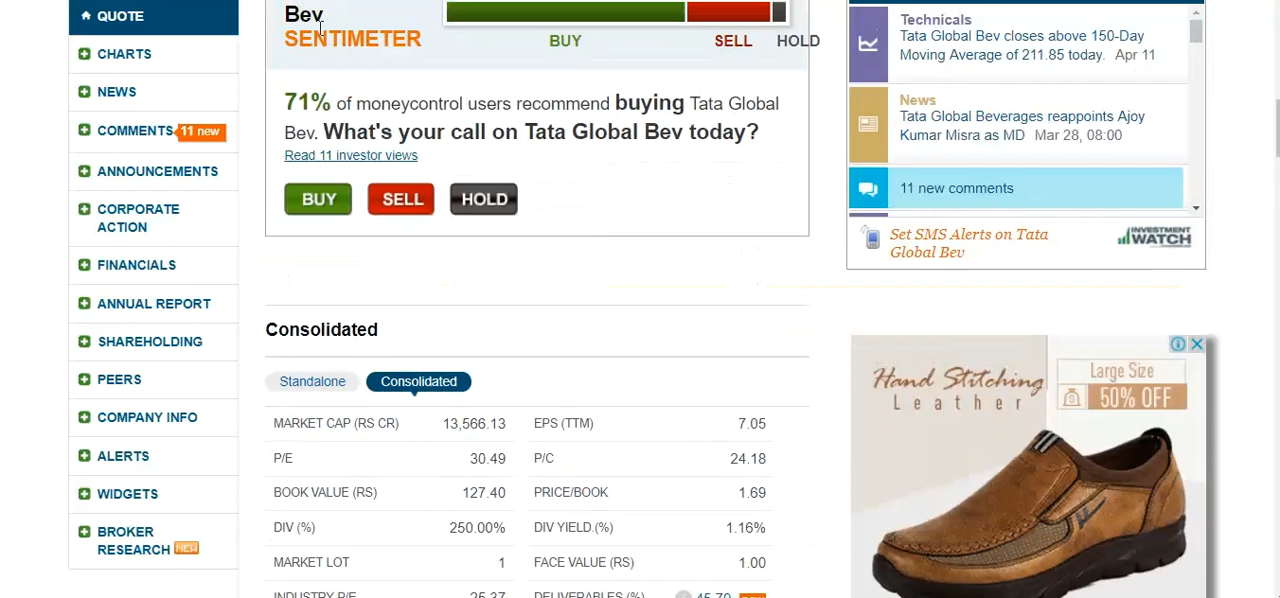 QUOTE
CHARTS
NEWS
COMMENTS 11 new
ANNOUNCEMENTS
CORPORATE
ACTION
FINANCIALS
ANNUAL REPORT
SHAREHOLDING
PEERS
COMPANY INFO
ALERTS
WIDGETS
BROKER
RESEARCH NEW
Bev
SENTIMETER
BUY SELL HOLD
71% of moneycontrol users recommend buying Tata Global
Bev. What's your call on Tata Global Bev today?
Read 11 investor views
BUY SELL HOLD
Consolidated
Standalone Consolidated
MARKET CAP (RS CR) 13,566.13 EPS (TTM) 7.05
P/E 30.49 P/C 24.18
BOOK VALUE (RS) 127.40 PRICE/BOOK 1.69
DIV (%) 250.00% DIV YIELD.(%) 1.16%
MARKET LOT 1 FACE VALUE (RS) 1.00
INDUSTRY P/E 25.37 DELIVERABLES (%) 45.79
Technicals
Tata Global Bev closes above 150-Day
Moving Average of 211.85 today. Apr 11
News
Tata Global Beverages reappoints Ajoy
Kumar Misra as MD Mar 28, 08:00
11 new comments
Set SMS Alerts on Tata
Global Bev
INVESTMENT
WATCH
Hand Stitching
Leather
Large Size
50% OFF